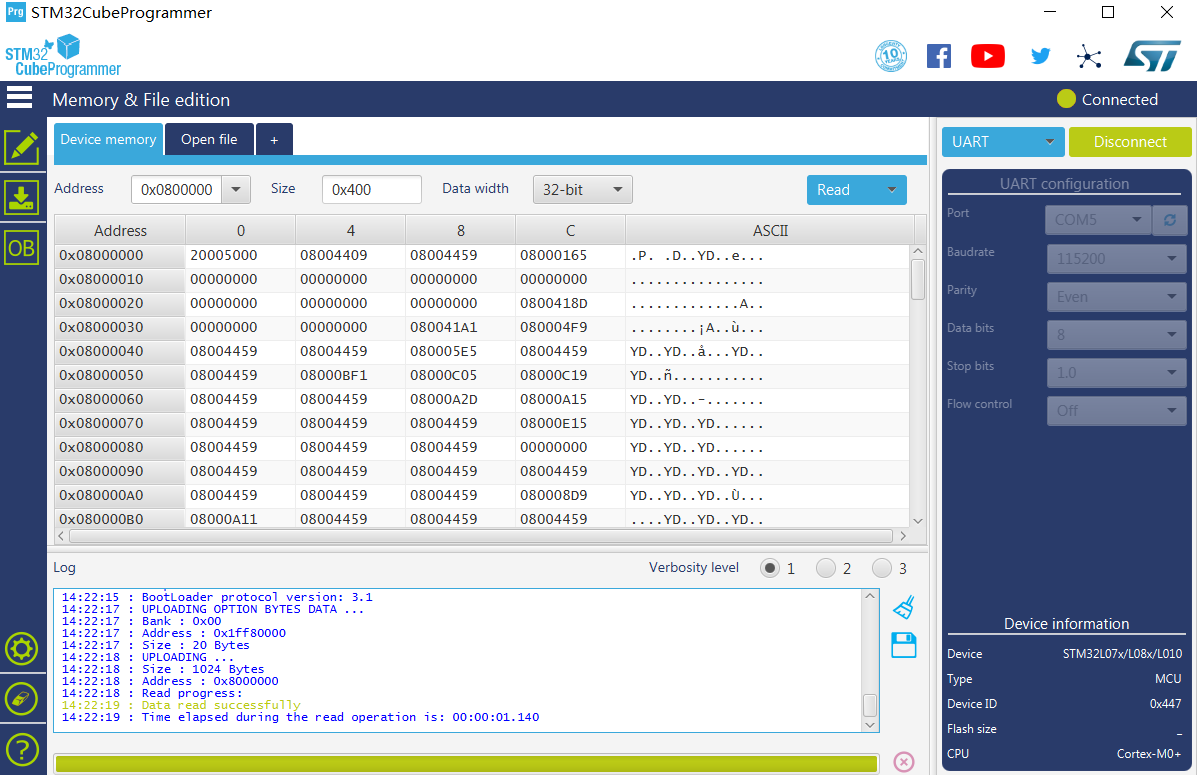 Prg STM32CubeProgrammer
STM32
CubeProgrammer
10
Memory & File edition
Connected
Device memory Open file +
UART Disconnect
Address 0x0800000 Size 0x400 Data width 32-bit Read
Address 0 4 8 C ASCII
0x08000000 20005000 08004409 08004459 08000165 .P. .D..YD..e...
0x08000010 00000000 00000000 00000000 00000000 ................
0x08000020 00000000 00000000 00000000 0800418D .............A..
0x08000030 00000000 00000000 080041A1 080004F9 ........¡A..ù...
0x08000040 08004459 08004459 080005E5 08004459 YD..YD..å...YD..
0x08000050 08004459 08000BF1 08000C05 08000C19 YD..ñ...........
0x08000060 08004459 08004459 08000A2D 08000A15 YD..YD..-.......
0x08000070 08004459 08004459 08004459 08000E15 YD..YD..YD......
0x08000080 08004459 08004459 08004459 00000000 YD..YD..YD......
0x08000090 08004459 08004459 08004459 08004459 YD..YD..YD..YD..
0x080000A0 08004459 08004459 08004459 080008D9 YD..YD..YD..Ù...
0x080000B0 08000A11 08004459 08004459 08004459 ....YD..YD..YD..
OB
Log Verbosity level 1 2 3
14:22:15 : BootLoader protocol version: 3.1
14:22:17 : UPLOADING OPTION BYTES DATA ...
14:22:17 : Bank : 0x00
14:22:17 : Address : 0x1ff80000
14:22:17 : Size : 20 Bytes
14:22:18 : UPLOADING ...
14:22:18 : Size : 1024 Bytes
14:22:18 : Address : 0x8000000
14:22:18 : Read progress:
14:22:19 : Data read successfully
14:22:19 : Time elapsed during the read operation is: 00:00:01.140
?
UART configuration
Port COM5
Baudrate 115200
Parity Even
Data bits 8
Stop bits 1.0
Flow control Off
Device information
Device STM32L07x/L08x/L010
Type MCU
Device ID 0x447
Flash size _
CPU Cortex-M0+